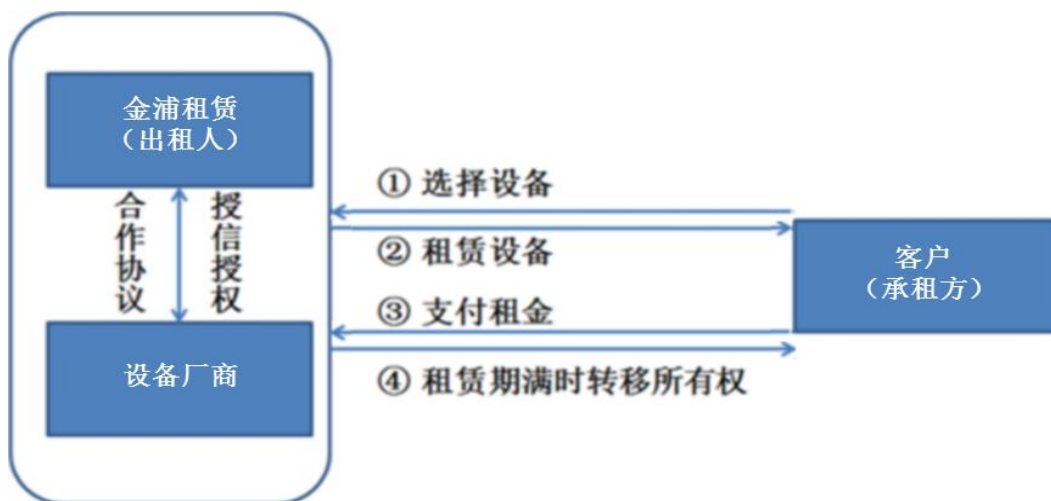 金浦租赁
（出租人）
合作协议
授信授权
设备厂商
① 选择设备
② 租赁设备
③ 支付租金
④ 租赁期满时转移所有权
客户
（承租方）